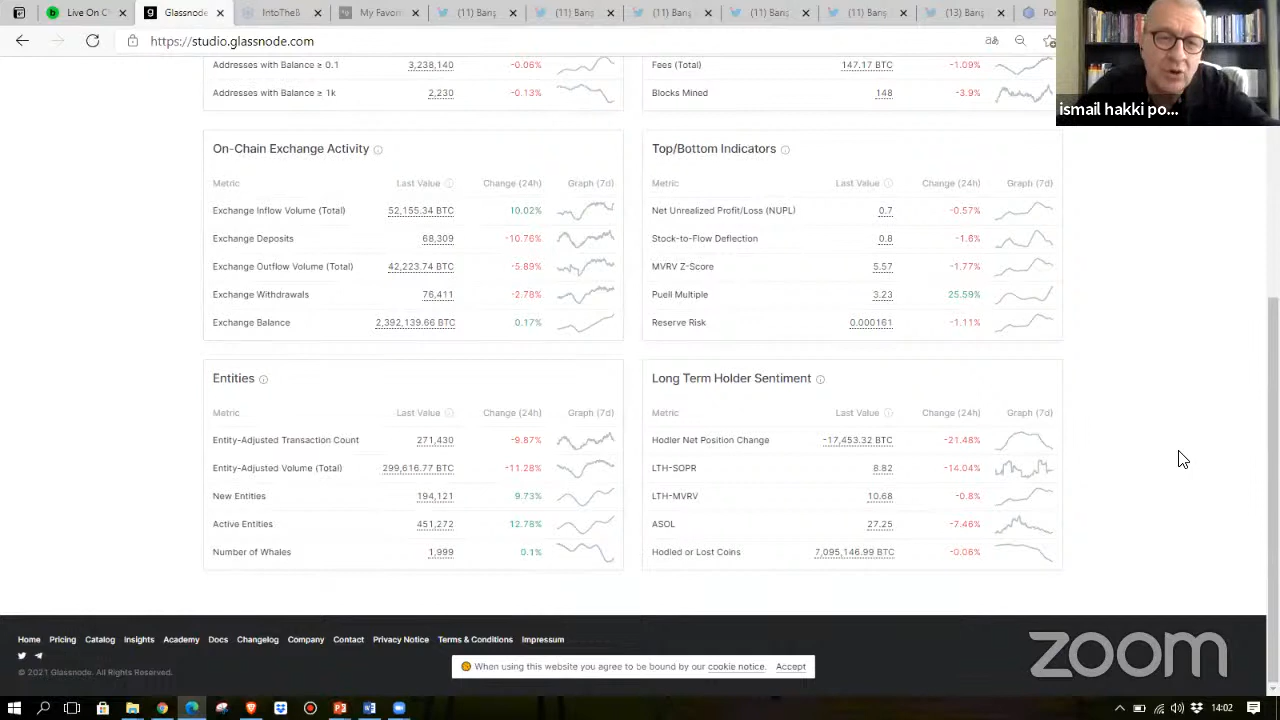 Live On C
Glassnode
IntoTheB
My Favor
(11) Barış
(11) Barış
(11) Barış
(11) Barış
(11) Barış
(13) Barış
Por
https://studio.glassnode.com
ismail hakki po...
Addresses with Balance ≥ 0.1 3,238,140 -0.06%
Addresses with Balance ≥ 1k 2,230 -0.13%
Fees (Total) 147.17 BTC -1.09%
Blocks Mined 148 -3.9%
On-Chain Exchange Activity
Metric Last Value Change (24h) Graph (7d)
Exchange Inflow Volume (Total) 52,155.34 BTC 10.02%
Exchange Deposits 68,309 -10.76%
Exchange Outflow Volume (Total) 42,223.74 BTC -5.89%
Exchange Withdrawals 76,411 -2.78%
Exchange Balance 2,392,139.66 BTC 0.17%
Top/Bottom Indicators
Metric Last Value Change (24h) Graph (7d)
Net Unrealized Profit/Loss (NUPL) 0.7 -0.57%
Stock-to-Flow Deflection 0.8 -1.6%
MVRV Z-Score 5.57 -1.77%
Puell Multiple 3.23 25.59%
Reserve Risk 0.000161 -1.11%
Entities
Metric Last Value Change (24h) Graph (7d)
Entity-Adjusted Transaction Count 271,430 -9.87%
Entity-Adjusted Volume (Total) 299,616.77 BTC -11.28%
New Entities 194,121 9.73%
Active Entities 451,272 12.78%
Number of Whales 1,999 0.1%
Long Term Holder Sentiment
Metric Last Value Change (24h) Graph (7d)
Hodler Net Position Change -17,453.32 BTC -21.48%
LTH-SOPR 8.82 -14.04%
LTH-MVRV 10.68 -0.8%
ASOL 27.25 -7.46%
Hodled or Lost Coins 7,095,146.99 BTC -0.06%
Home Pricing Catalog Insights Academy Docs Changelog Company Contact Privacy Notice Terms & Conditions Impressum
© 2021 Glassnode. All Rights Reserved.
When using this website you agree to be bound by our cookie notice. Accept
zoom
14:02